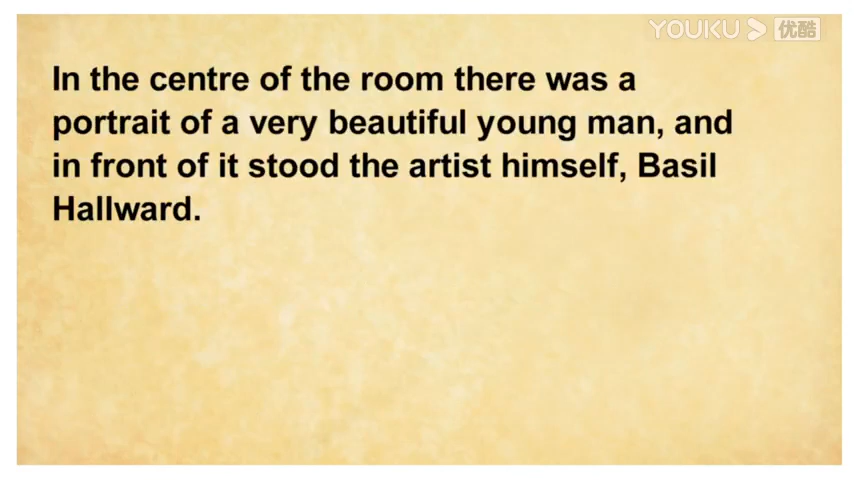 YOUKU 优酷
In the centre of the room there was a
portrait of a very beautiful young man, and
in front of it stood the artist himself, Basil
Hallward.